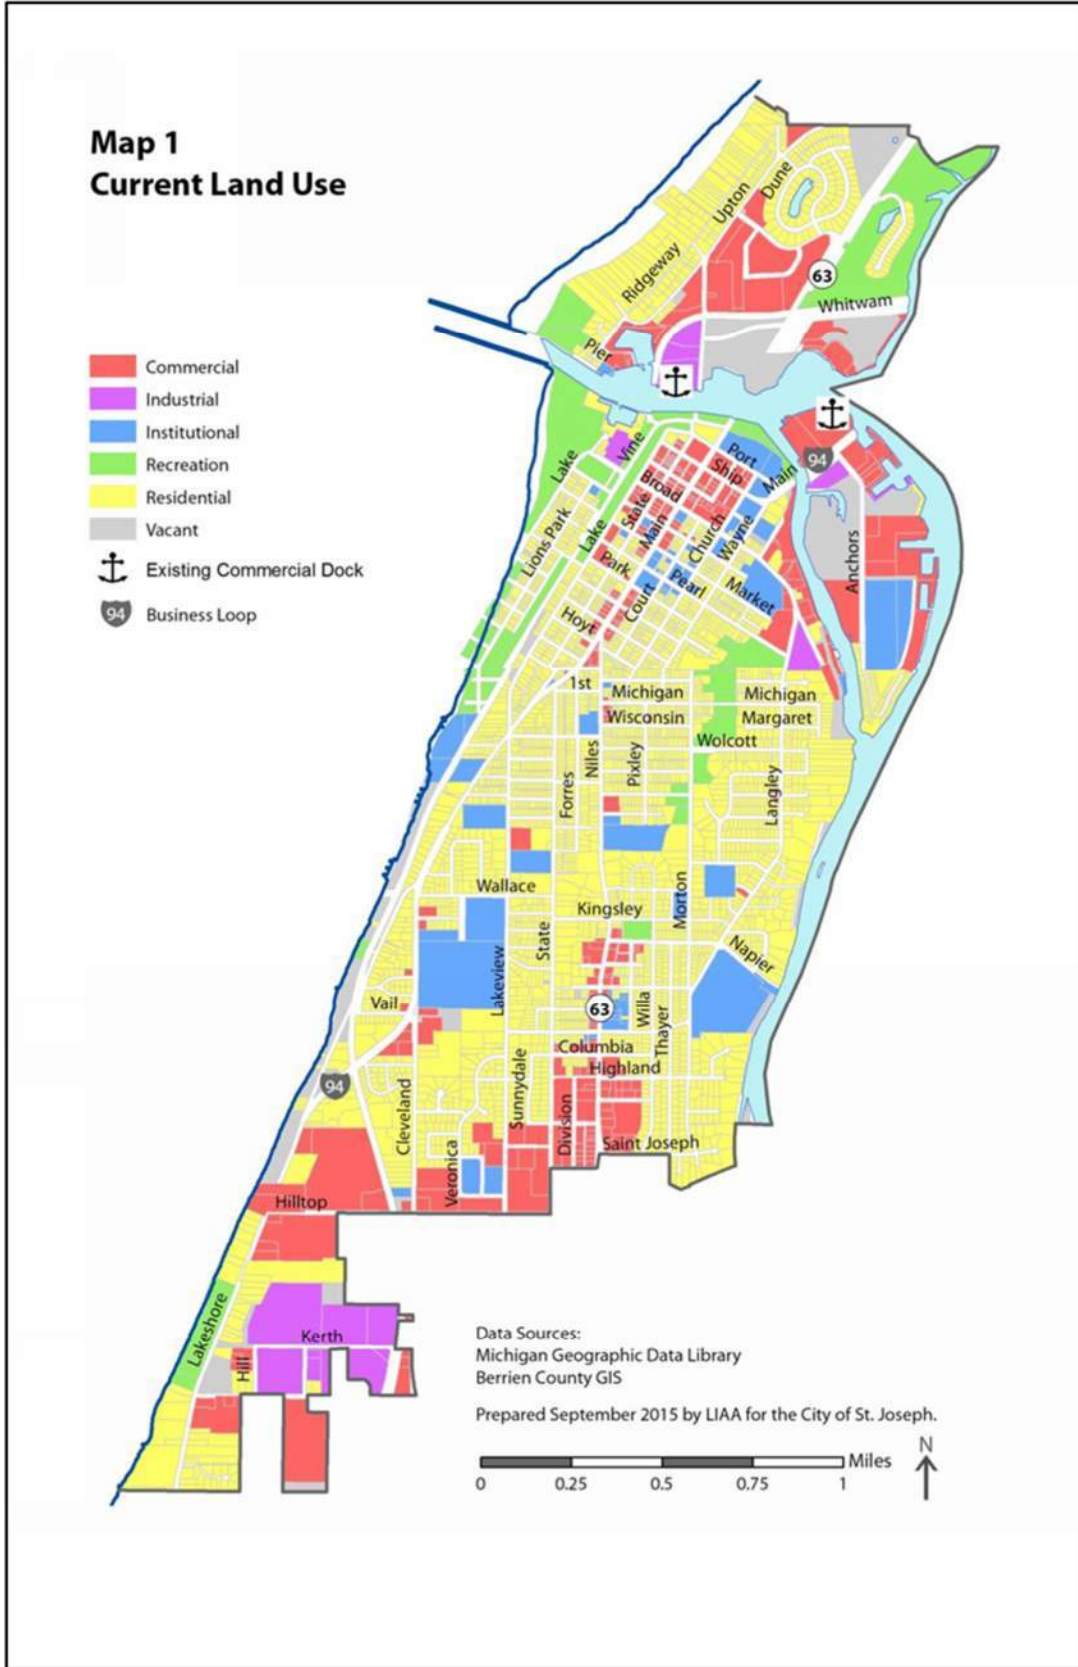 Map 1
Current Land Use
Commercial
Industrial
Institutional
Recreation
Residential
Vacant
Existing Commercial Dock
94 Business Loop
Dune
Upton
Ridgeway
63
Whitwam
Pier
Vine
Lake
Port
Ship
Main
94
Broad
State
Main
Church
Wayne
Lions Park
Lake
Park
Court
Pearl
Market
Anchors
Hoyt
1st
Michigan
Michigan
Wisconsin
Margaret
Wolcott
Niles
Pixley
Forres
Langley
Wallace
Kingsley
Morton
State
Lakeview
Napier
Vail
63
Willa
Thayer
Columbia
Highland
94
Cleveland
Sunnydale
Division
Veronica
Saint Joseph
Hilltop
Lakeshore
Kerth
Hill
Data Sources:
Michigan Geographic Data Library
Berrien County GIS
Prepared September 2015 by LIAA for the City of St. Joseph.
N
Miles
0 0.25 0.5 0.75 1